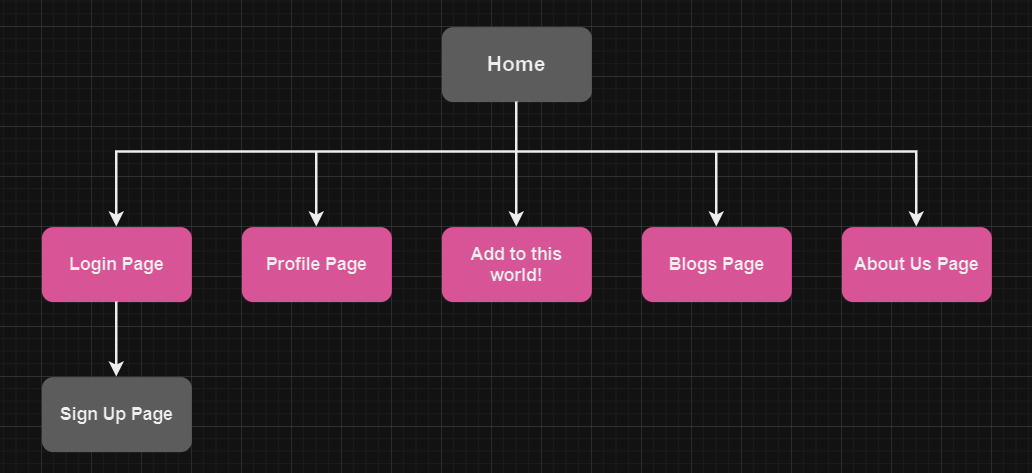 Home
Login Page
Profile Page
Add to this
world!
Blogs Page
About Us Page
Sign Up Page